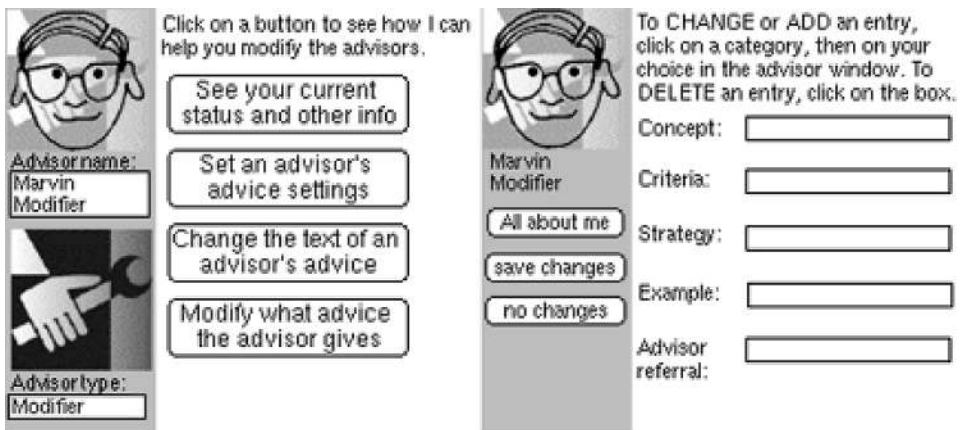 Click on a button to see how I can
help you modify the advisors.
See your current
status and other info
Set an advisor's
advice settings
Change the text of an
advisor's advice
Modify what advice
the advisor gives
Advisor name:
Marvin
Modifier
Advisor type:
Modifier
To CHANGE or ADD an entry,
click on a category, then on your
choice in the advisor window. To
DELETE an entry, click on the box.
Marvin
Modifier
All about me
save changes
no changes
Concept:
Criteria:
Strategy:
Example:
Advisor
referral: